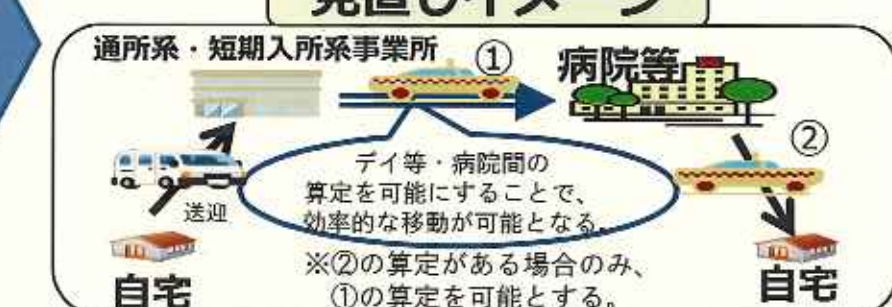 見直しイメージ
通所系・短期入所系事業所
①
病院等
②
デイ等・病院間の
算定を可能にすることで、
効率的な移動が可能となる。
送迎
自宅
※②の算定がある場合のみ、
①の算定を可能とする。
自宅